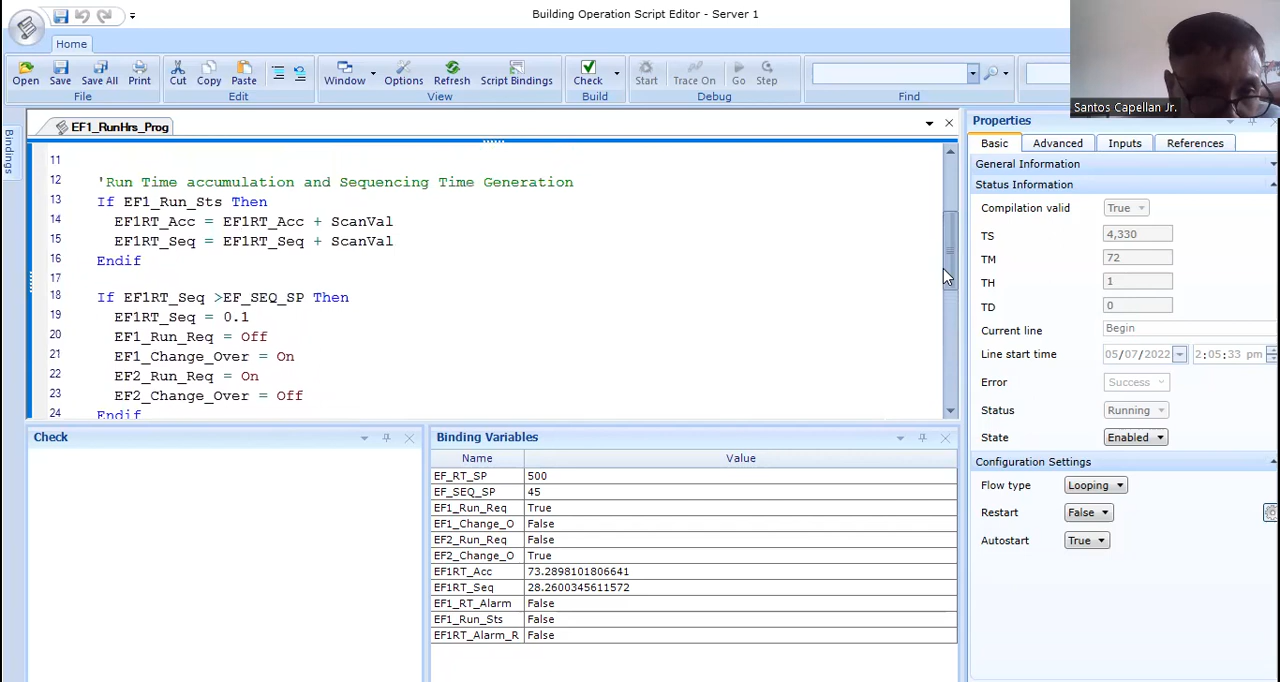 Building Operation Script Editor - Server 1
Home
Open Save Save All Print Cut Copy Paste Window Options Refresh Script Bindings Check Start Trace On Go Step
File Edit View Build Debug Find
Santos Capellan Jr.
Bindings
EF1_RunHrs_Prog
11
12 'Run Time accumulation and Sequencing Time Generation
13 If EF1_Run_Sts Then
14 EF1RT_Acc = EF1RT_Acc + ScanVal
15 EF1RT_Seq = EF1RT_Seq + ScanVal
16 Endif
17
18 If EF1RT_Seq >EF_SEQ_SP Then
19 EF1RT_Seq = 0.1
20 EF1_Run_Req = Off
21 EF1_Change_Over = On
22 EF2_Run_Req = On
23 EF2_Change_Over = Off
24 Endif
Check
Binding Variables
Name Value
EF_RT_SP 500
EF_SEQ_SP 45
EF1_Run_Req True
EF1_Change_O False
EF2_Run_Req False
EF2_Change_O True
EF1RT_Acc 73.2898101806641
EF1RT_Seq 28.2600345611572
EF1_RT_Alarm False
EF1_Run_Sts False
EF1RT_Alarm_R False
Properties
Basic Advanced Inputs References
General Information
Status Information
Compilation valid True
TS 4,330
TM 72
TH 1
TD 0
Current line Begin
Line start time 05/07/2022 2:05:33 pm
Error Success
Status Running
State Enabled
Configuration Settings
Flow type Looping
Restart False
Autostart True